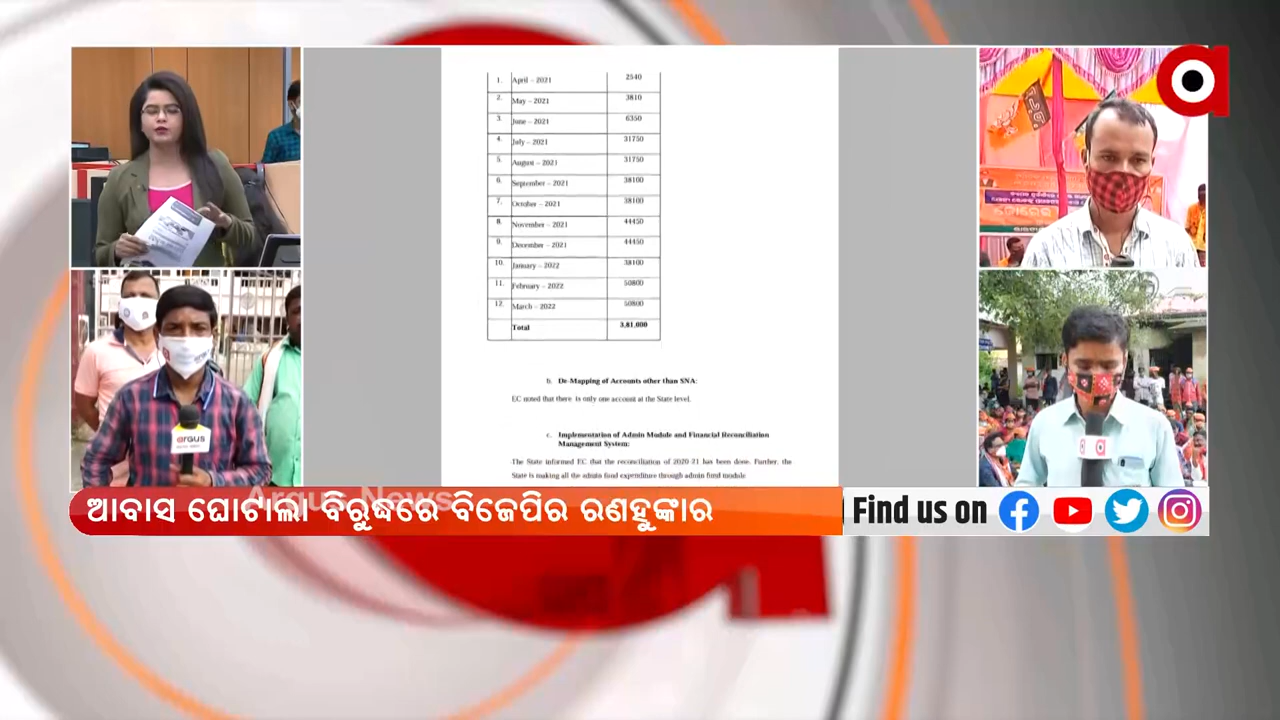 1. April – 2021 2540
2. May – 2021 3810
3. June – 2021 6350
4. July – 2021 31750
5. August – 2021 31750
6. September – 2021 38100
7. October – 2021 38100
8. November – 2021 44450
9. December – 2021 44450
10. January – 2022 38100
11. February – 2022 50800
12. March – 2022 50800
Total 3,81,000
b. De-Mapping of Accounts other than SNA:
EC noted that there is only one account at the State level.
c. Implementation of Admin Module and Financial Reconciliation
Management System:
The State informed EC that the reconciliation of 2020-21 has been done. Further, the
State is making all the admin fund expenditure through admin fund module
argus
Argus News
ଆବାସ ଘୋଟାଲା ବିରୁଦ୍ଧରେ ବିଜେପିର ରଣହୁଙ୍କାର
Find us on